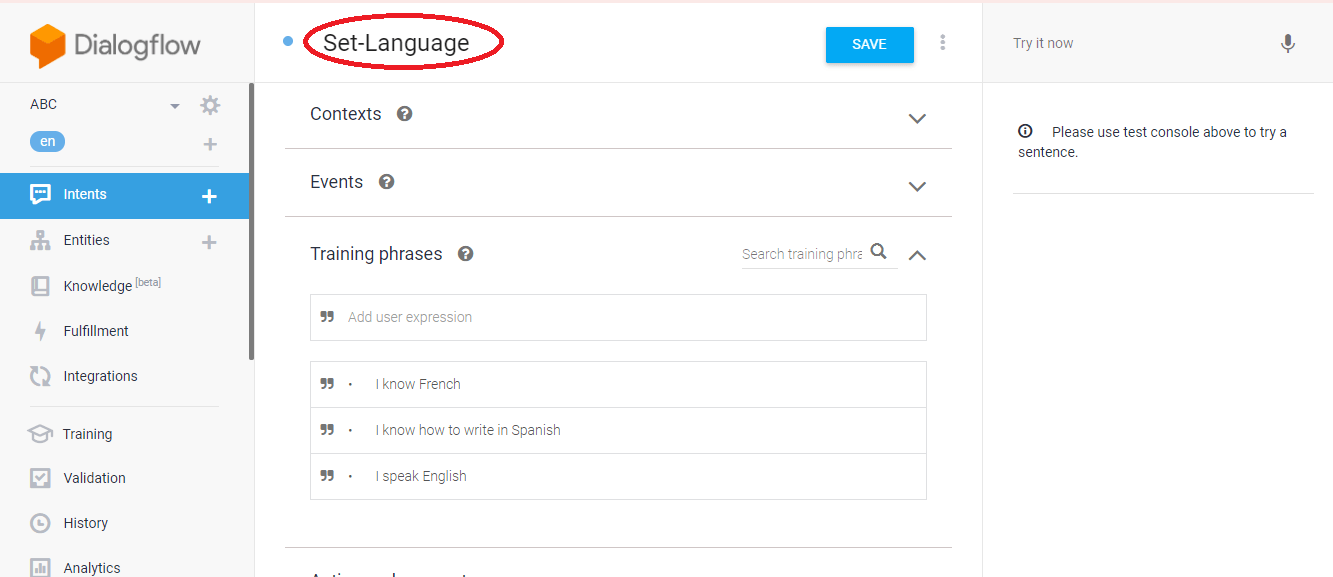 Dialogflow
ABC
en
Intents
Entities
Knowledge [beta]
Fulfillment
Integrations
Training
Validation
History
Analytics
Set-Language
SAVE
Contexts
Events
Training phrases
Search training phra
Add user expression
I know French
I know how to write in Spanish
I speak English
Try it now
Please use test console above to try a
sentence.